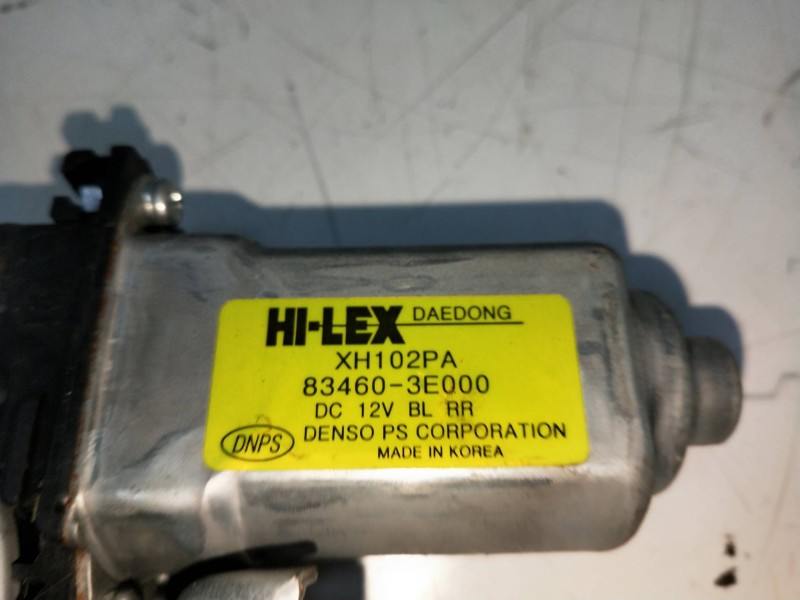 HI-LEX DAEDONG
XH102PA
83460-3E000
DC 12V BL RR
DNPS DENSO PS CORPORATION
MADE IN KOREA